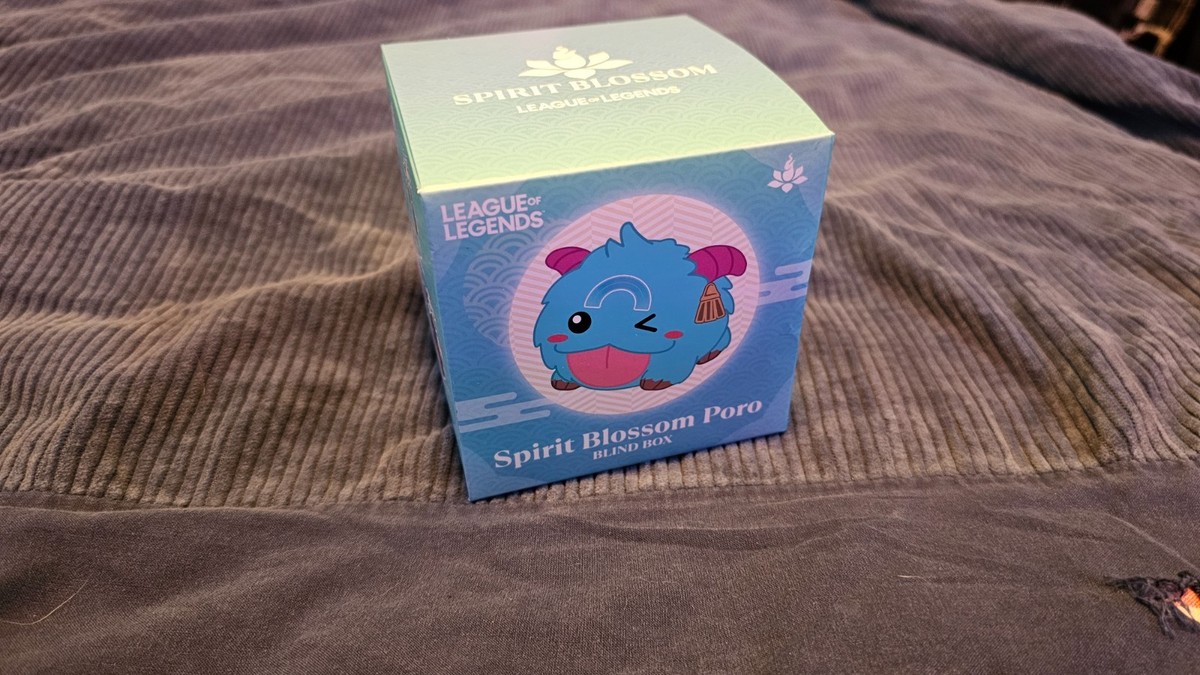 SPIRIT BLOSSOM
LEAGUE OF LEGENDS
LEAGUE OF
LEGENDS
Spirit Blossom Poro
BLIND BOX